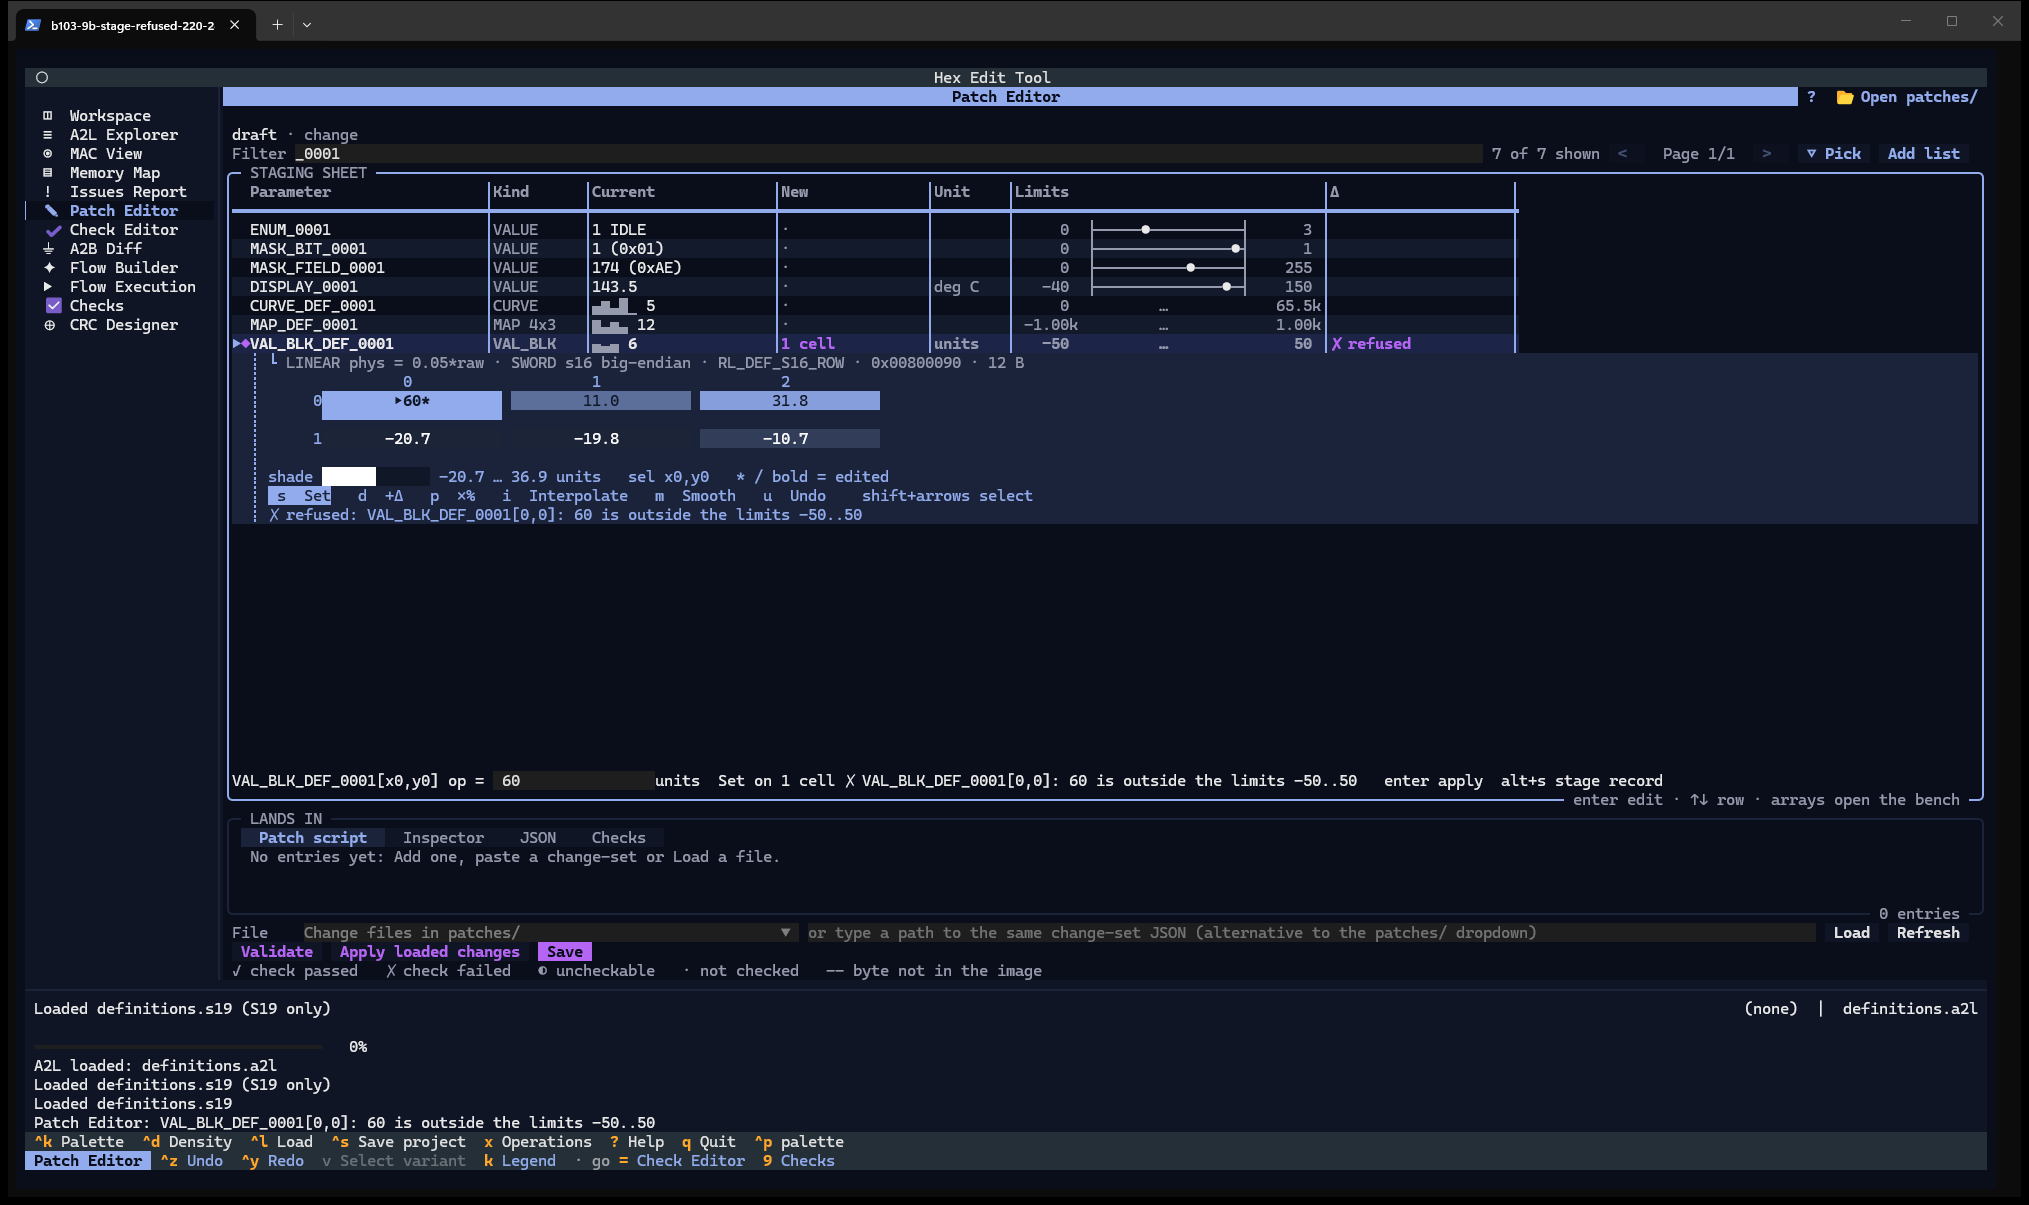 b103-9b-stage-refused-220-2
Hex Edit Tool
Patch Editor ? Open patches/
Workspace
A2L Explorer
MAC View
Memory Map
! Issues Report
Patch Editor
Check Editor
A2B Diff
Flow Builder
Flow Execution
Checks
CRC Designer
draft · change
Filter _0001 7 of 7 shown < Page 1/1 > ▽ Pick Add list
STAGING SHEET
Parameter Kind Current New Unit Limits Δ
ENUM_0001 VALUE 1 IDLE · 0 3
MASK_BIT_0001 VALUE 1 (0x01) · 0 1
MASK_FIELD_0001 VALUE 174 (0xAE) · 0 255
DISPLAY_0001 VALUE 143.5 · deg C -40 150
CURVE_DEF_0001 CURVE 5 · 0 … 65.5k
MAP_DEF_0001 MAP 4x3 12 · -1.00k … 1.00k
▶◆VAL_BLK_DEF_0001 VAL_BLK 6 1 cell units -50 … 50 ✗ refused
└ LINEAR phys = 0.05*raw · SWORD s16 big-endian · RL_DEF_S16_ROW · 0x00800090 · 12 B
0 1 2
0 ▸60* 11.0 31.8
1 -20.7 -19.8 -10.7
shade -20.7 … 36.9 units sel x0,y0 * / bold = edited
s Set d +Δ p ×% i Interpolate m Smooth u Undo shift+arrows select
✗ refused: VAL_BLK_DEF_0001[0,0]: 60 is outside the limits -50..50
VAL_BLK_DEF_0001[x0,y0] op = 60 units Set on 1 cell ✗ VAL_BLK_DEF_0001[0,0]: 60 is outside the limits -50..50 enter apply alt+s stage record
enter edit · ↑↓ row · arrays open the bench
LANDS IN
Patch script Inspector JSON Checks
No entries yet: Add one, paste a change-set or Load a file.
0 entries
File Change files in patches/ ▼ or type a path to the same change-set JSON (alternative to the patches/ dropdown) Load Refresh
Validate Apply loaded changes Save
✓ check passed ✗ check failed ◐ uncheckable · not checked -- byte not in the image
Loaded definitions.s19 (S19 only) (none) | definitions.a2l
0%
A2L loaded: definitions.a2l
Loaded definitions.s19 (S19 only)
Loaded definitions.s19
Patch Editor: VAL_BLK_DEF_0001[0,0]: 60 is outside the limits -50..50
^k Palette ^d Density ^l Load ^s Save project x Operations ? Help q Quit ^p palette
Patch Editor ^z Undo ^y Redo v Select variant k Legend · go = Check Editor 9 Checks